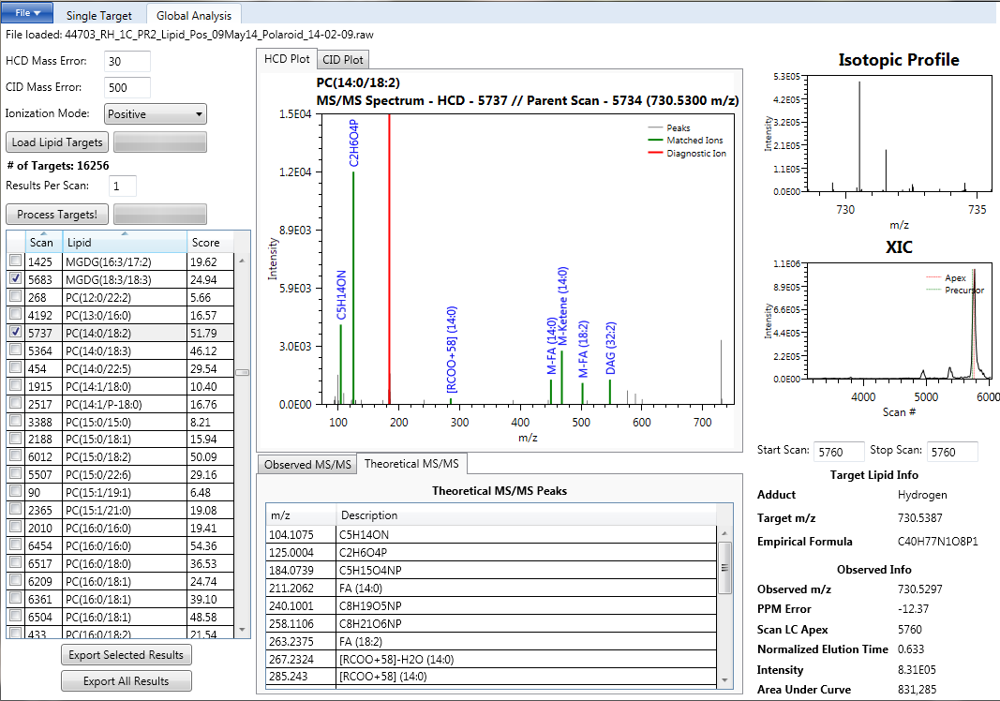 File ▾ Single Target Global Analysis
File loaded: 44703_RH_1C_PR2_Lipid_Pos_09May14_Polaroid_14-02-09.raw
HCD Mass Error: 30
CID Mass Error: 500
Ionization Mode: Positive
Load Lipid Targets
# of Targets: 16256
Results Per Scan: 1
Process Targets!
Scan Lipid Score
1425 MGDG(16:3/17:2) 19.62
5683 MGDG(18:3/18:3) 24.94
268 PC(12:0/22:2) 5.66
4192 PC(13:0/16:0) 16.57
5737 PC(14:0/18:2) 51.79
5364 PC(14:0/18:3) 46.12
454 PC(14:0/22:5) 29.54
1915 PC(14:1/18:0) 10.40
2517 PC(14:1/P-18:0) 16.76
3388 PC(15:0/15:0) 8.21
2188 PC(15:0/18:1) 15.94
6012 PC(15:0/18:2) 50.09
5507 PC(15:0/22:6) 29.16
90 PC(15:1/19:1) 6.48
2365 PC(15:1/21:0) 19.08
2010 PC(16:0/16:0) 19.41
6454 PC(16:0/16:0) 54.36
6517 PC(16:0/18:0) 36.53
6209 PC(16:0/18:1) 24.74
6361 PC(16:0/18:1) 39.10
6504 PC(16:0/18:1) 48.58
433 PC(16:0/18:2) 21.54
Export Selected Results
Export All Results
HCD Plot CID Plot
PC(14:0/18:2)
MS/MS Spectrum - HCD - 5737 // Parent Scan - 5734 (730.5300 m/z)
1.5E04
1.2E04
8.9E03
5.9E03
3.0E03
0.0E00
Intensity
C5H14ON
C2H6O4P
[RCOO+58] (14:0)
M-FA (14:0)
M-Ketene (14:0)
M-FA (18:2)
DAG (32:2)
Peaks
Matched Ions
Diagnostic Ion
100 200 300 400 500 600 700
m/z
Observed MS/MS Theoretical MS/MS
Theoretical MS/MS Peaks
m/z Description
104.1075 C5H14ON
125.0004 C2H6O4P
184.0739 C5H15O4NP
211.2062 FA (14:0)
240.1001 C8H19O5NP
258.1106 C8H21O6NP
263.2375 FA (18:2)
267.2324 [RCOO+58]-H2O (14:0)
285.243 [RCOO+58] (14:0)
Isotopic Profile
5.3E05
4.2E05
3.2E05
2.1E05
1.1E05
0.0E00
Intensity
730 735
m/z
XIC
1.1E06
8.9E05
6.6E05
4.4E05
2.2E05
0.0E00
Intensity
Apex
Precursor
4000 5000 6000
Scan #
Start Scan: 5760 Stop Scan: 5760
Target Lipid Info
Adduct Hydrogen
Target m/z 730.5387
Empirical Formula C40H77N1O8P1
Observed Info
Observed m/z 730.5297
PPM Error -12.37
Scan LC Apex 5760
Normalized Elution Time 0.633
Intensity 8.31E05
Area Under Curve 831,285